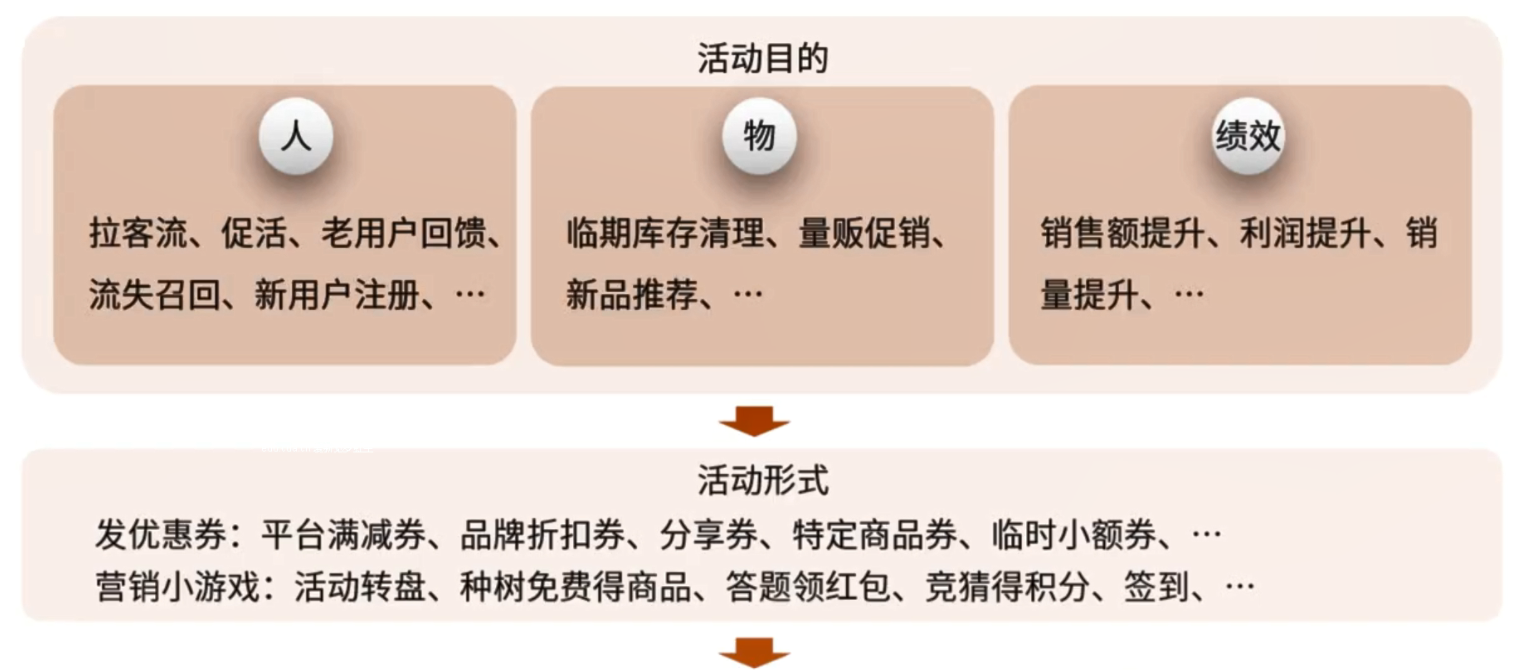 活动目的
人
拉客流、促活、老用户回馈、
流失召回、新用户注册、…
物
临期库存清理、量贩促销、
新品推荐、…
绩效
销售额提升、利润提升、销
量提升、…
活动形式
发优惠券：平台满减券、品牌折扣券、分享券、特定商品券、临时小额券、…
营销小游戏：活动转盘、种树免费得商品、答题领红包、竞猜得积分、签到、…